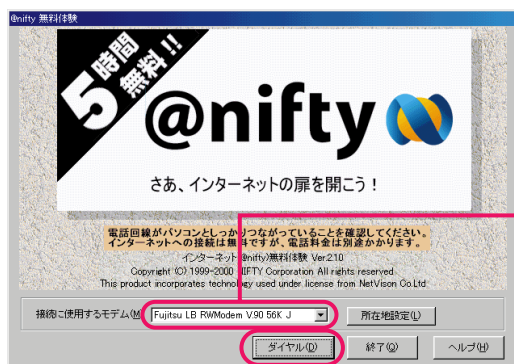 @nifty 無料体験
5時間
無料!!
@nifty
さあ、インターネットの扉を開こう！
電話回線がパソコンとしっかりつながっていることを確認してください。
インターネットへの接続は無料ですが、電話料金は別途かかります。
インターネット(@nifty)無料体験 Ver.2.10
Copyright (C) 1999-2000 NIFTY Corporation All rights reserved
This product incorporates technology used under license from NetVison Co.Ltd
接続に使用するモデム(M) Fujitsu LB RWModem V.90 56K J 所在地設定(L)
ダイヤル(D) 終了(Q) ヘルプ(H)